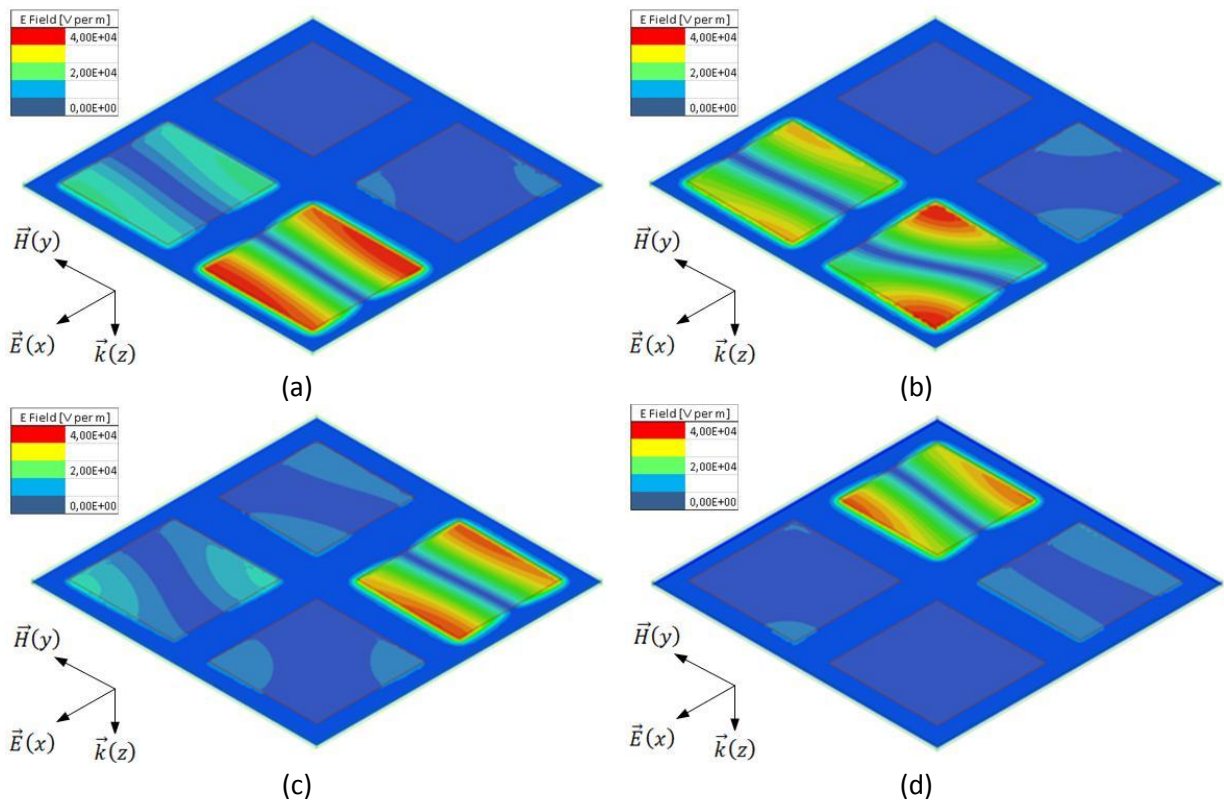 E Field [V per m]
4,00E+04
2,00E+04
0,00E+00
H⃗(y)
E⃗(x)
k⃗(z)
(a)
E Field [V per m]
4,00E+04
2,00E+04
0,00E+00
H⃗(y)
E⃗(x)
k⃗(z)
(b)
E Field [V per m]
4,00E+04
2,00E+04
0,00E+00
H⃗(y)
E⃗(x)
k⃗(z)
(c)
E Field [V per m]
4,00E+04
2,00E+04
0,00E+00
H⃗(y)
E⃗(x)
k⃗(z)
(d)